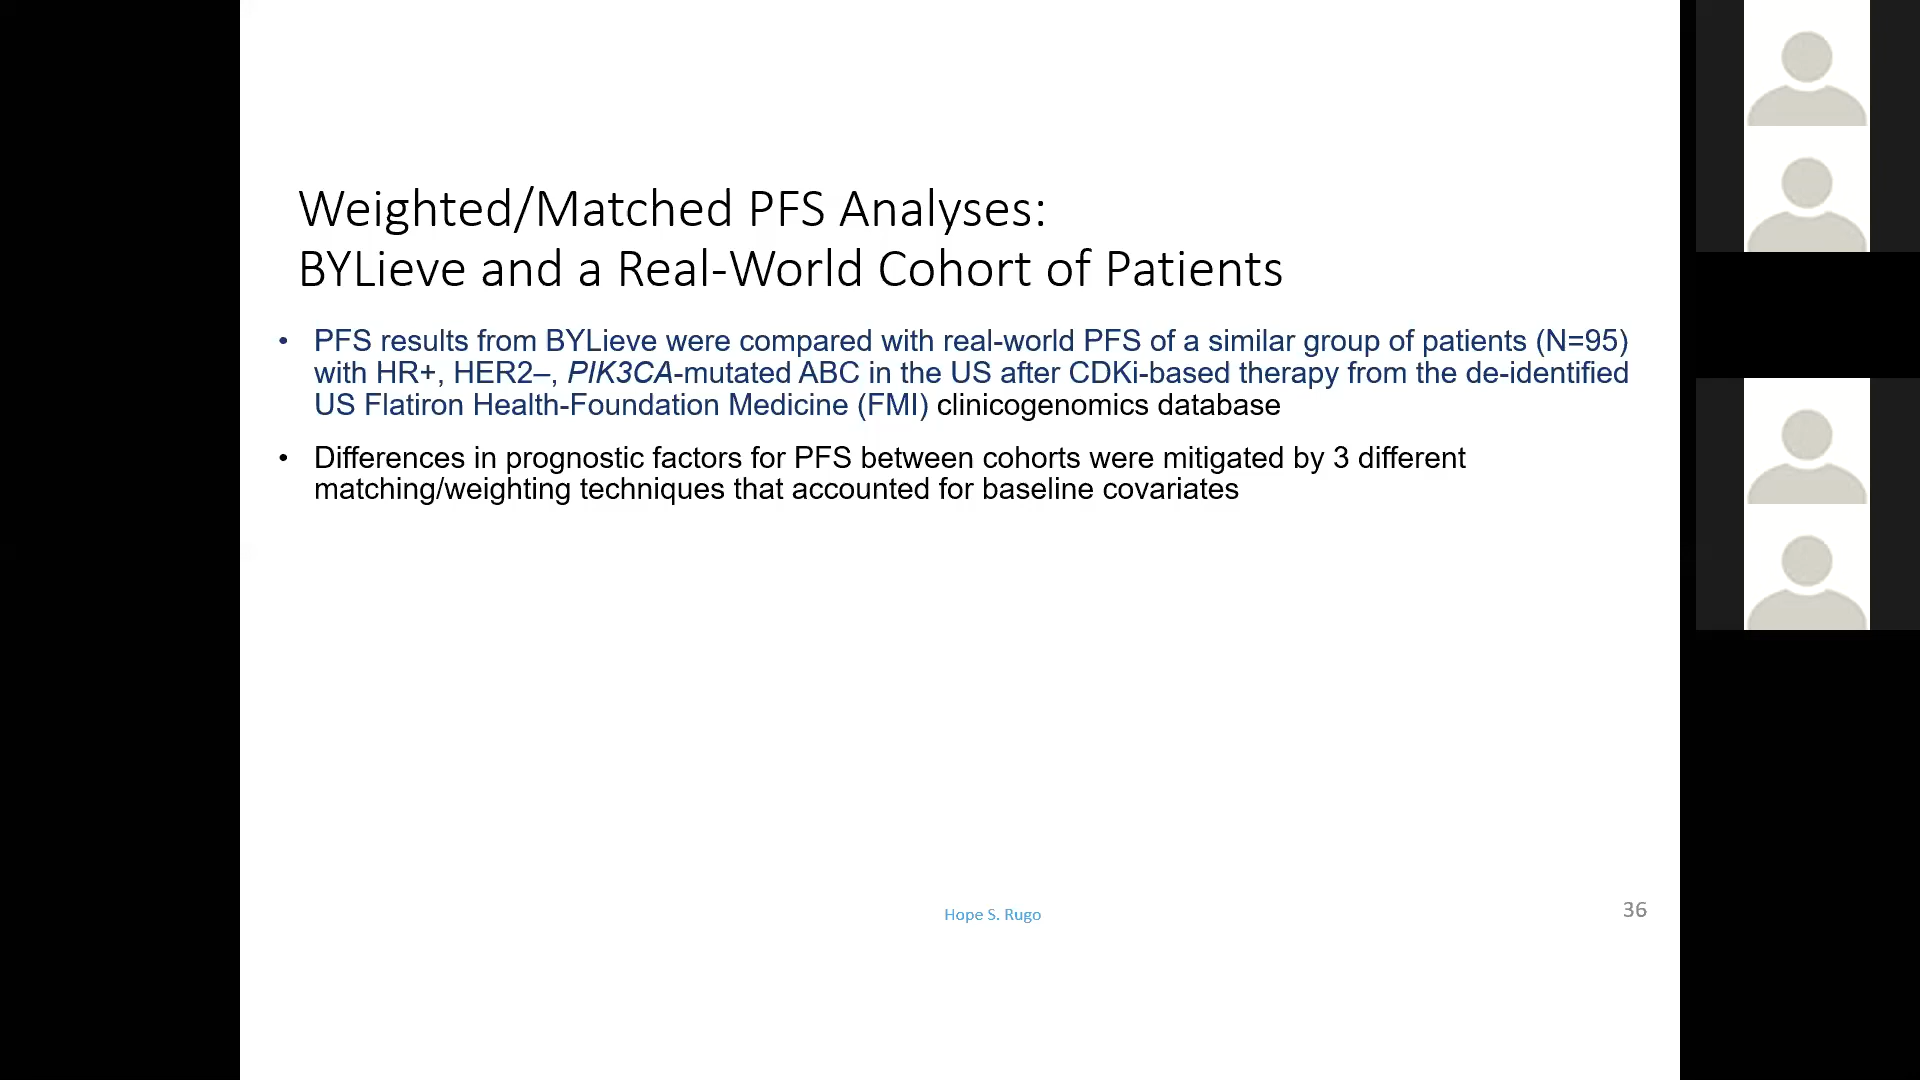 Weighted/Matched PFS Analyses:
BYLieve and a Real-World Cohort of Patients
• PFS results from BYLieve were compared with real-world PFS of a similar group of patients (N=95)
with HR+, HER2–, PIK3CA-mutated ABC in the US after CDKi-based therapy from the de-identified
US Flatiron Health-Foundation Medicine (FMI) clinicogenomics database
• Differences in prognostic factors for PFS between cohorts were mitigated by 3 different
matching/weighting techniques that accounted for baseline covariates
Hope S. Rugo
36